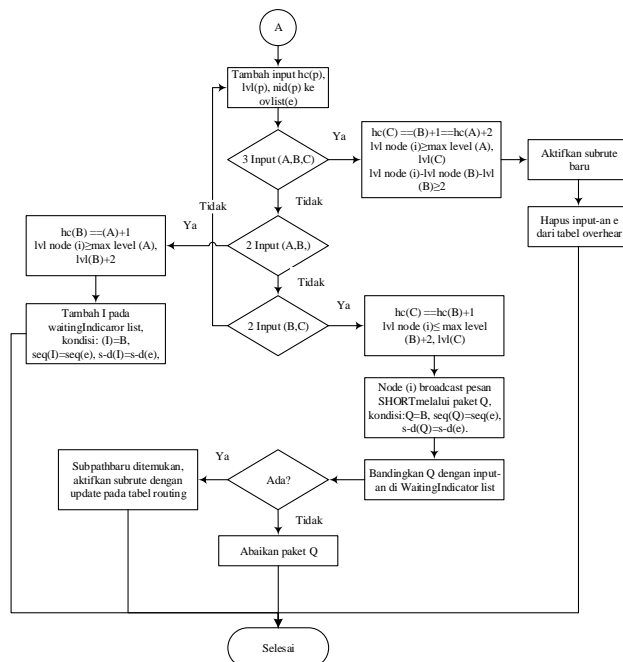 A
Tambah input hc(p),
lvl(p), nid(p) ke
ovlist(e)
3 Input (A,B,C)
Ya
hc(C) ==(B)+1==hc(A)+2
lvl node (i)≥max level (A),
lvl(C)
lvl node (i)-lvl node (B)-lvl
(B)≥2
Aktifkan subrute
baru
Hapus input-an e
dari tabel overhear
Tidak
Tidak
2 Input (A,B,)
Ya
hc(B) ==(A)+1
lvl node (i)≥max level (A),
lvl(B)+2
Tambah I pada
waitingIndicaror list,
kondisi: (I)=B,
seq(I)=seq(e), s-d(I)=s-d(e),
Tidak
2 Input (B,C)
Ya
hc(C) ==hc(B)+1
lvl node (i)≤ max level
(B)+2, lvl(C)
Node (i) broadcast pesan
SHORTmelalui paket Q,
kondisi:Q=B, seq(Q)=seq(e),
s-d(Q)=s-d(e).
Bandingkan Q dengan input-
an di WaitingIndicator list
Ada?
Ya
Subpathbaru ditemukan,
aktifkan subrute dengan
update pada tabel routing
Tidak
Abaikan paket Q
Selesai